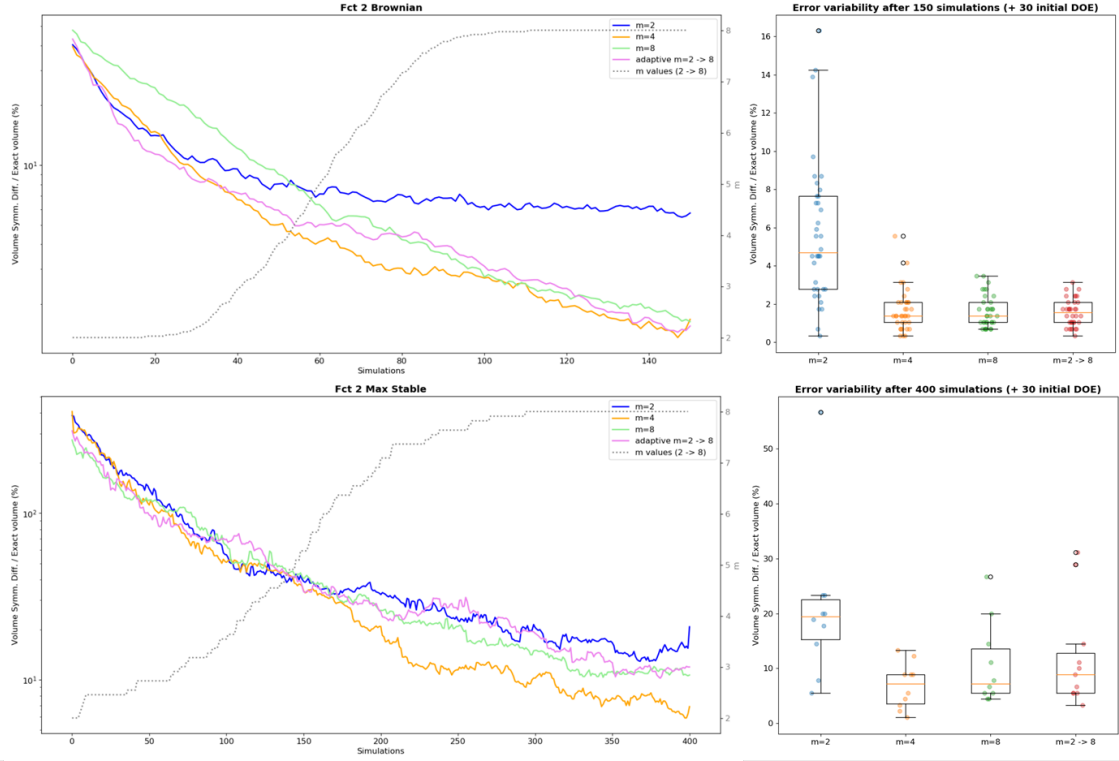 Fct 2 Brownian
Volume Symm. Diff. / Exact volume (%)
10¹
m=2
m=4
m=8
adaptive m=2 -> 8
m values (2 -> 8)
8
7
6
5
4
3
2
m
0 20 40 60 80 100 120 140
Simulations
Error variability after 150 simulations (+ 30 initial DOE)
Volume Symm. Diff. / Exact volume (%)
16
14
12
10
8
6
4
2
0
m=2 m=4 m=8 m=2 -> 8
Fct 2 Max Stable
Volume Symm. Diff. / Exact volume (%)
10²
10¹
m=2
m=4
m=8
adaptive m=2 -> 8
m values (2 -> 8)
8
7
6
5
4
3
2
m
0 50 100 150 200 250 300 350 400
Simulations
Error variability after 400 simulations (+ 30 initial DOE)
Volume Symm. Diff. / Exact volume (%)
50
40
30
20
10
0
m=2 m=4 m=8 m=2 -> 8